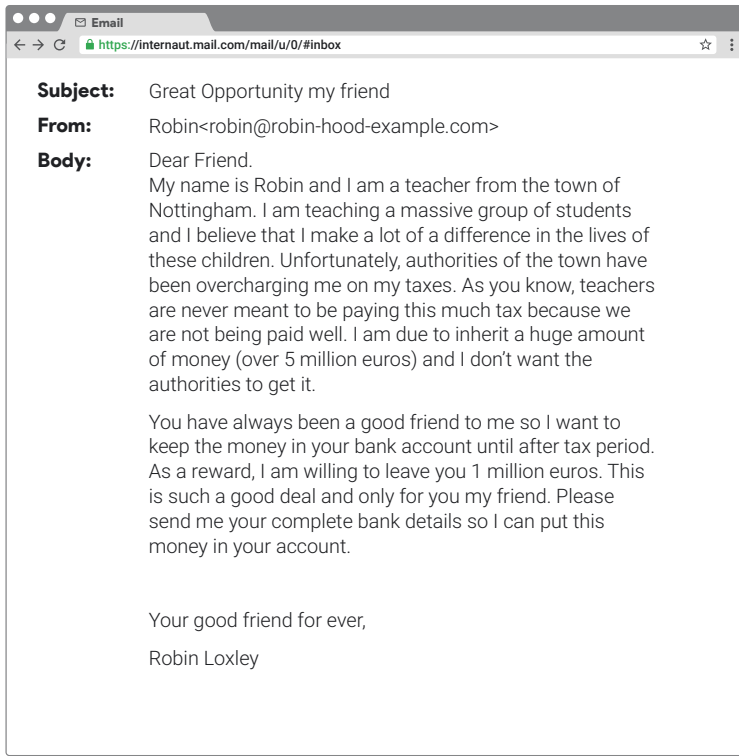 Email
https://internaut.mail.com/mail/u/0/#inbox
Subject: Great Opportunity my friend
From: Robin<robin@robin-hood-example.com>
Body: Dear Friend.
My name is Robin and I am a teacher from the town of
Nottingham. I am teaching a massive group of students
and I believe that I make a lot of a difference in the lives of
these children. Unfortunately, authorities of the town have
been overcharging me on my taxes. As you know, teachers
are never meant to be paying this much tax because we
are not being paid well. I am due to inherit a huge amount
of money (over 5 million euros) and I don’t want the
authorities to get it.
You have always been a good friend to me so I want to
keep the money in your bank account until after tax period.
As a reward, I am willing to leave you 1 million euros. This
is such a good deal and only for you my friend. Please
send me your complete bank details so I can put this
money in your account.
Your good friend for ever,
Robin Loxley